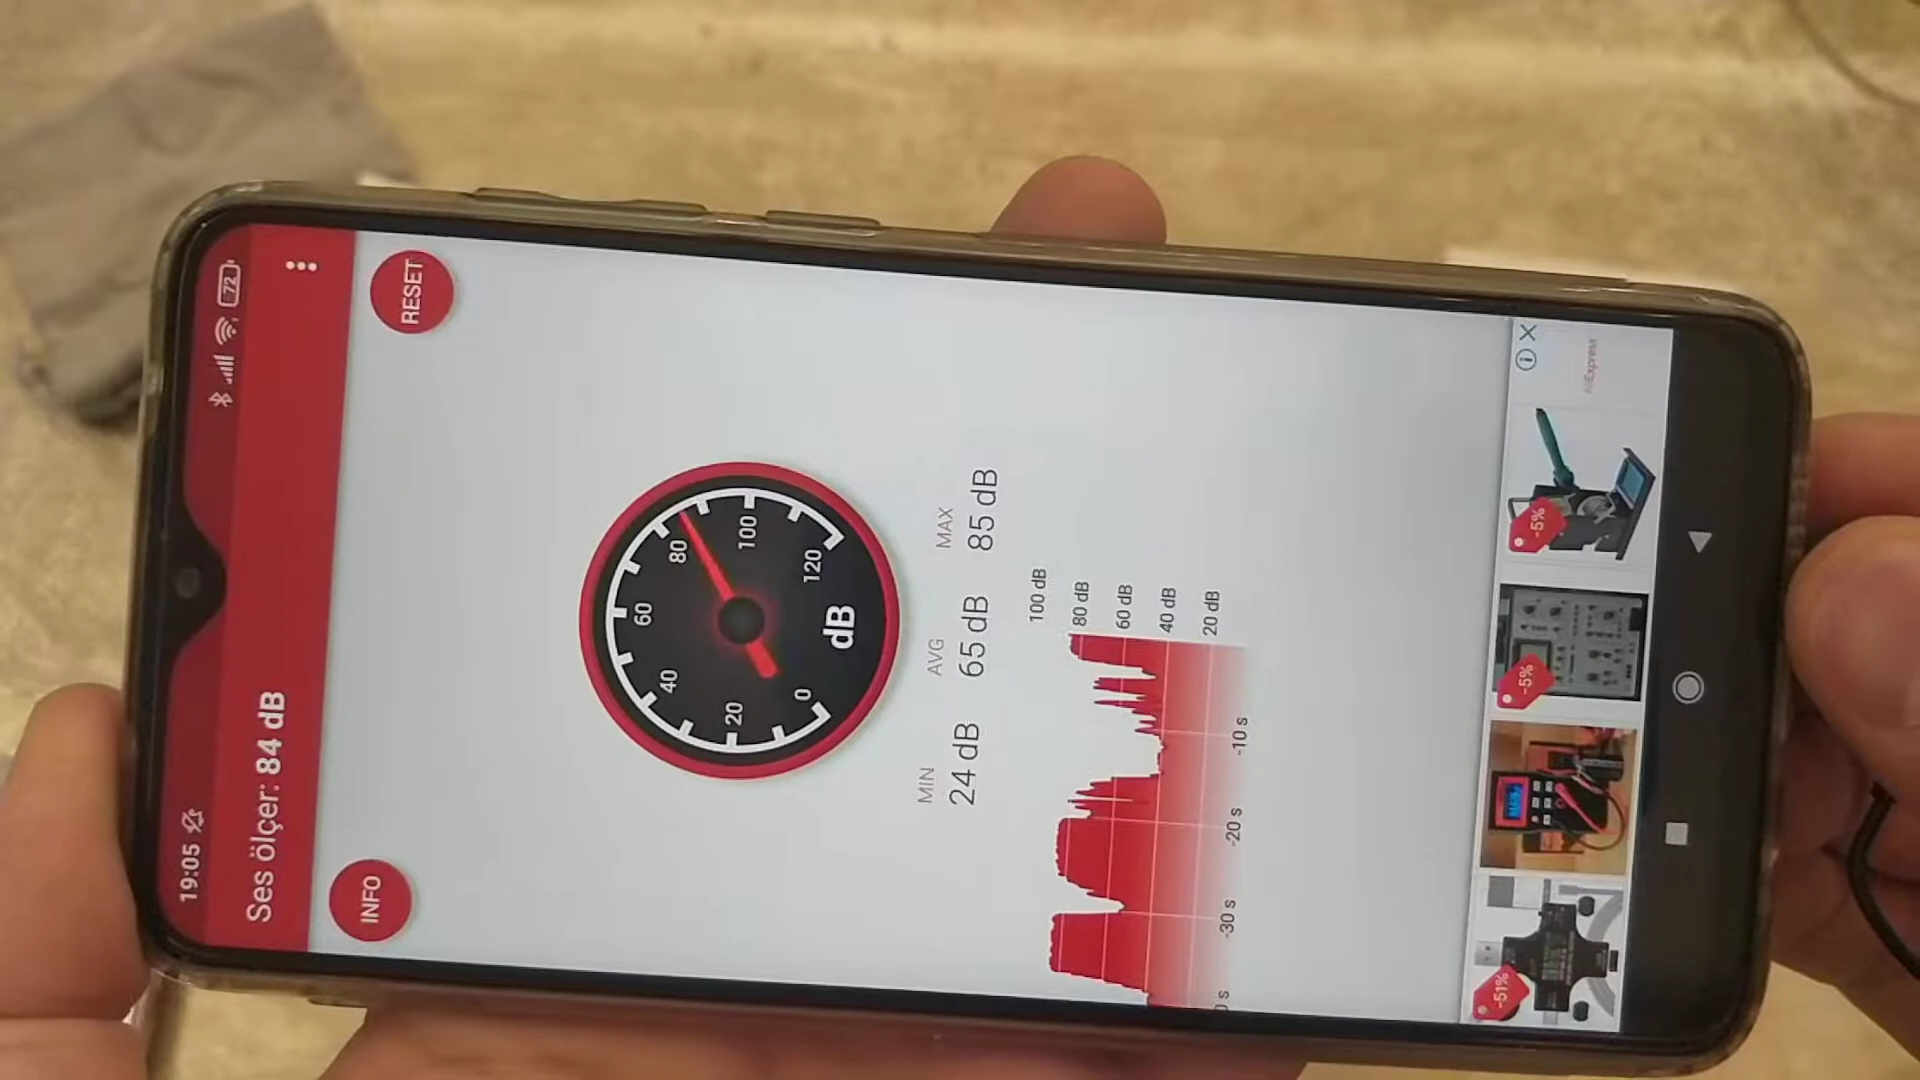 19:05
72
Ses ölçer: 84 dB
INFO
RESET
0
20
40
60
80
100
120
dB
MIN
AVG
MAX
24 dB
65 dB
85 dB
100 dB
80 dB
60 dB
40 dB
20 dB
-30 s
-20 s
-10 s
-51%
-5%
-5%
AliExpress